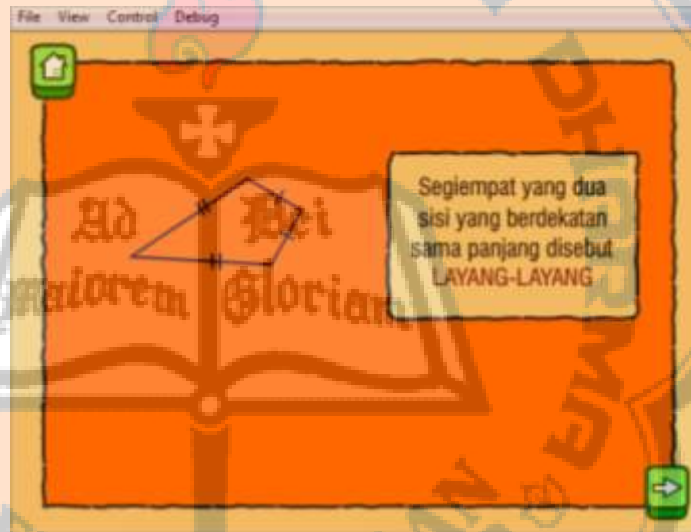 File View Control Debug
Segiempat yang dua
sisi yang berdekatan
sama panjang disebut
LAYANG-LAYANG
Ad Dei
maiorem Gloriam
DHARMA